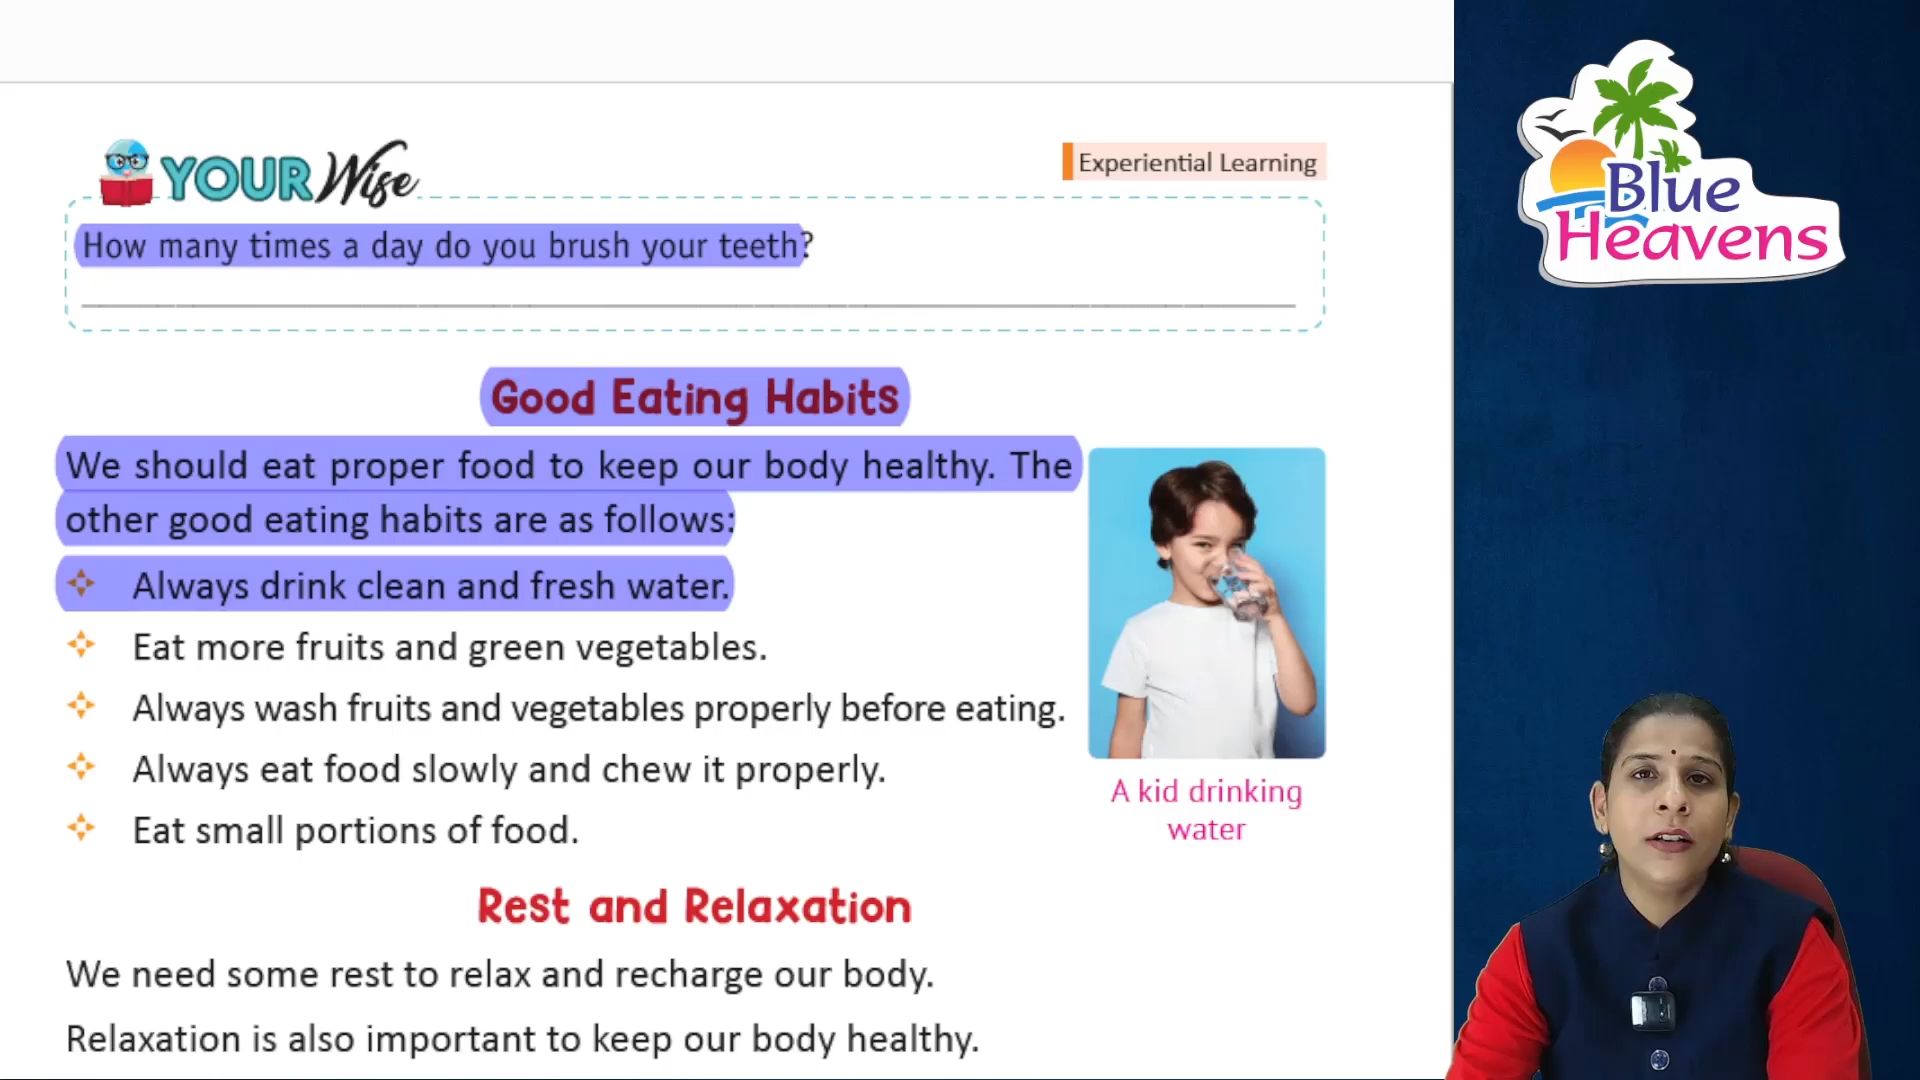 YOUR Wise
Experiential Learning
How many times a day do you brush your teeth?
Good Eating Habits
We should eat proper food to keep our body healthy. The
other good eating habits are as follows:
Always drink clean and fresh water.
Eat more fruits and green vegetables.
Always wash fruits and vegetables properly before eating.
Always eat food slowly and chew it properly.
Eat small portions of food.
A kid drinking
water
Rest and Relaxation
We need some rest to relax and recharge our body.
Relaxation is also important to keep our body healthy.
Blue
Heavens